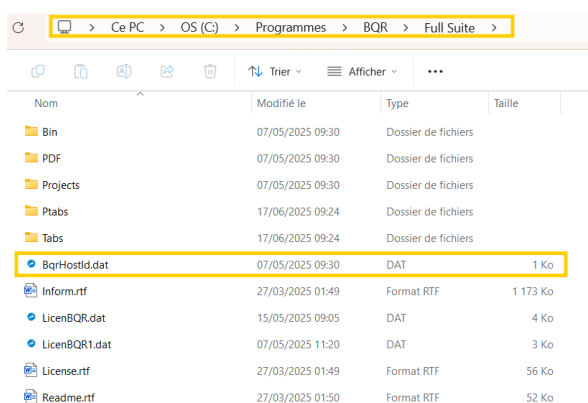 Ce PC > OS (C:) > Programmes > BQR > Full Suite >
Trier Afficher ...
Nom Modifié le Type Taille
Bin 07/05/2025 09:30 Dossier de fichiers
PDF 07/05/2025 09:30 Dossier de fichiers
Projects 07/05/2025 09:30 Dossier de fichiers
Ptabs 17/06/2025 09:24 Dossier de fichiers
Tabs 17/06/2025 09:24 Dossier de fichiers
BqrHostId.dat 07/05/2025 09:30 DAT 1 Ko
Inform.rtf 27/03/2025 01:49 Format RTF 1 173 Ko
LicenBQR.dat 15/05/2025 09:05 DAT 4 Ko
LicenBQR1.dat 07/05/2025 11:20 DAT 3 Ko
License.rtf 27/03/2025 01:49 Format RTF 56 Ko
Readme.rtf 27/03/2025 01:50 Format RTF 52 Ko